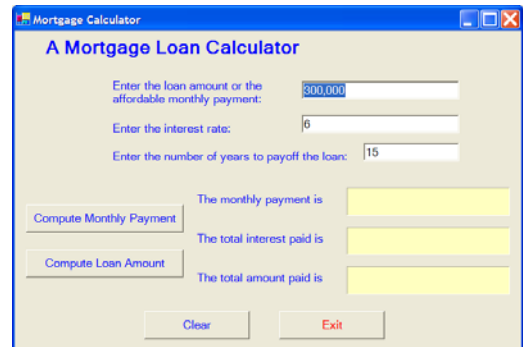 Mortgage Calculator
A Mortgage Loan Calculator
Enter the loan amount or the
affordable monthly payment:
300,000
Enter the interest rate:
6
Enter the number of years to payoff the loan:
15
The monthly payment is
Compute Monthly Payment
The total interest paid is
Compute Loan Amount
The total amount paid is
Clear
Exit